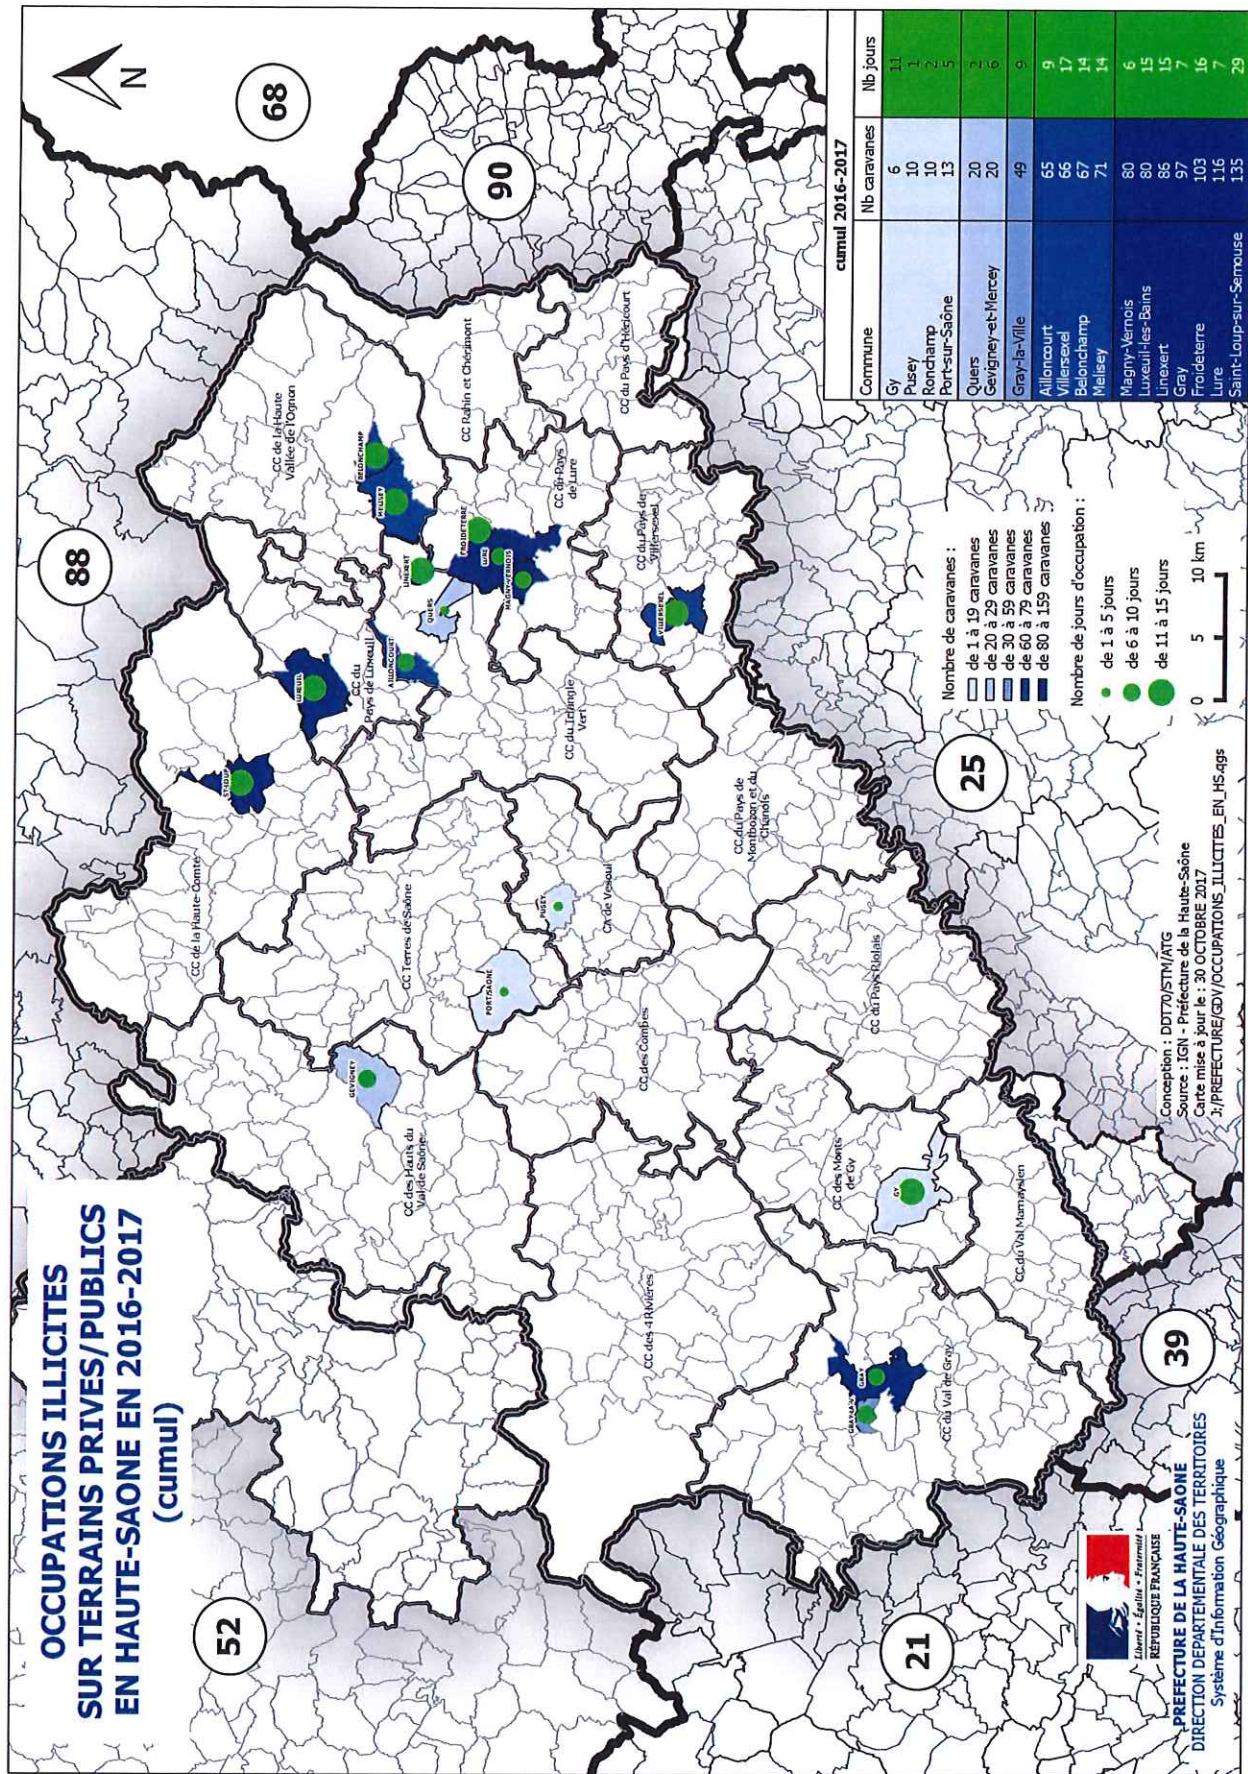 OCCUPATIONS ILLICITES
SUR TERRAINS PRIVES/PUBLICS
EN HAUTE-SAONE EN 2016-2017
(cumul)
N
52
88
68
90
25
39
21
CC de la Haute-Comté
CC de la Haute
Vallée de l'Ognon
CC Rahin et Chérimont
CC du Pays d'Héricourt
CC du Pays
de Lure
CC du Pays de
Villersexel
CC du
Pays de Luxeuil
CC du Triangle
Vert
CC Terres de Saône
CA de Vesoul
CC des Hauts du
Val de Saône
CC des Combes
CC du Pays de
Montbozon et du
Chanois
CC du Pays Riolais
CC des 4 Rivières
CC des Monts
de Gy
CC du Val Marnaysien
CC du Val de Gray
ST-LOUP
LUXEUIL
AILLONCOURT
QUERS
LINEXERT
MELISEY
BELONCHAMP
FROIDETERRE
LURE
MAGNY-VERNOIS
VILLERSEXEL
GEVIGNEY
PORT/SAONE
PUSEY
GY
GRAY
Liberté • Égalité • Fraternité
RÉPUBLIQUE FRANÇAISE
PREFECTURE DE LA HAUTE-SAONE
DIRECTION DEPARTEMENTALE DES TERRITOIRES
Système d'Information Géographique
Conception : DDT70/STM/ATG
Source : IGN - Préfecture de la Haute-Saône
Carte mise à jour le : 30 OCTOBRE 2017
J:/PREFECTURE/GDV/OCCUPATIONS_ILLICITES_EN_HS.qgs
Nombre de caravanes :
de 1 à 19 caravanes
de 20 à 29 caravanes
de 30 à 59 caravanes
de 60 à 79 caravanes
de 80 à 159 caravanes
Nombre de jours d'occupation :
de 1 à 5 jours
de 6 à 10 jours
de 11 à 15 jours
0 5 10 km
cumul 2016-2017
Commune Nb caravanes Nb jours
Gy 6 11
Pusey 10 1
Ronchamp 10 2
Port-sur-Saône 13 5
Quers 20 2
Gevigney-et-Mercey 20 6
Gray-la-Ville 49 9
Ailloncourt 65 9
Villersexel 66 17
Belonchamp 67 14
Melisey 71 14
Magny-Vernois 80 6
Luxeuil-les-Bains 80 15
Linexert 86 15
Gray 97 7
Froideterre 103 16
Lure 116 7
Saint-Loup-sur-Semouse 135 29